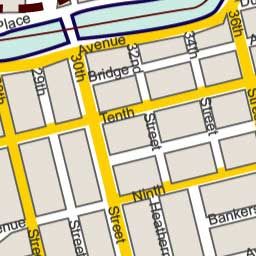 Place
Avenue
36th
34th
32nd
30th
Bridge
29th
Tenth
Street
Street
Ninth
Street
Heather
Bankers
Street